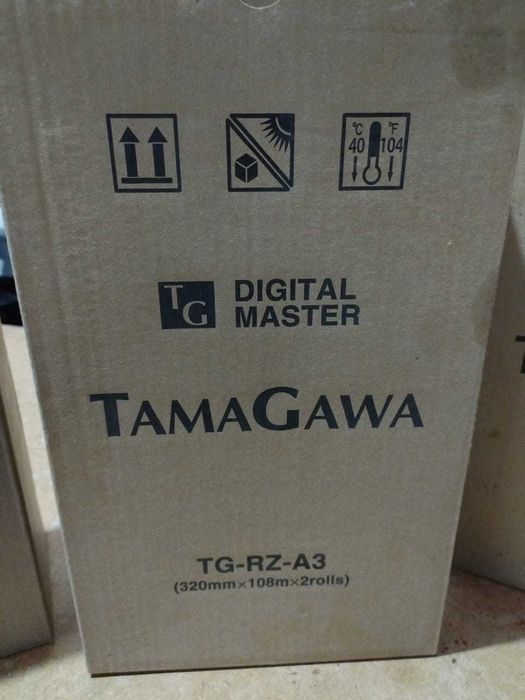 °C °F
40 104
TG DIGITAL
MASTER
TAMAGAWA
TG-RZ-A3
(320mm×108m×2rolls)
T